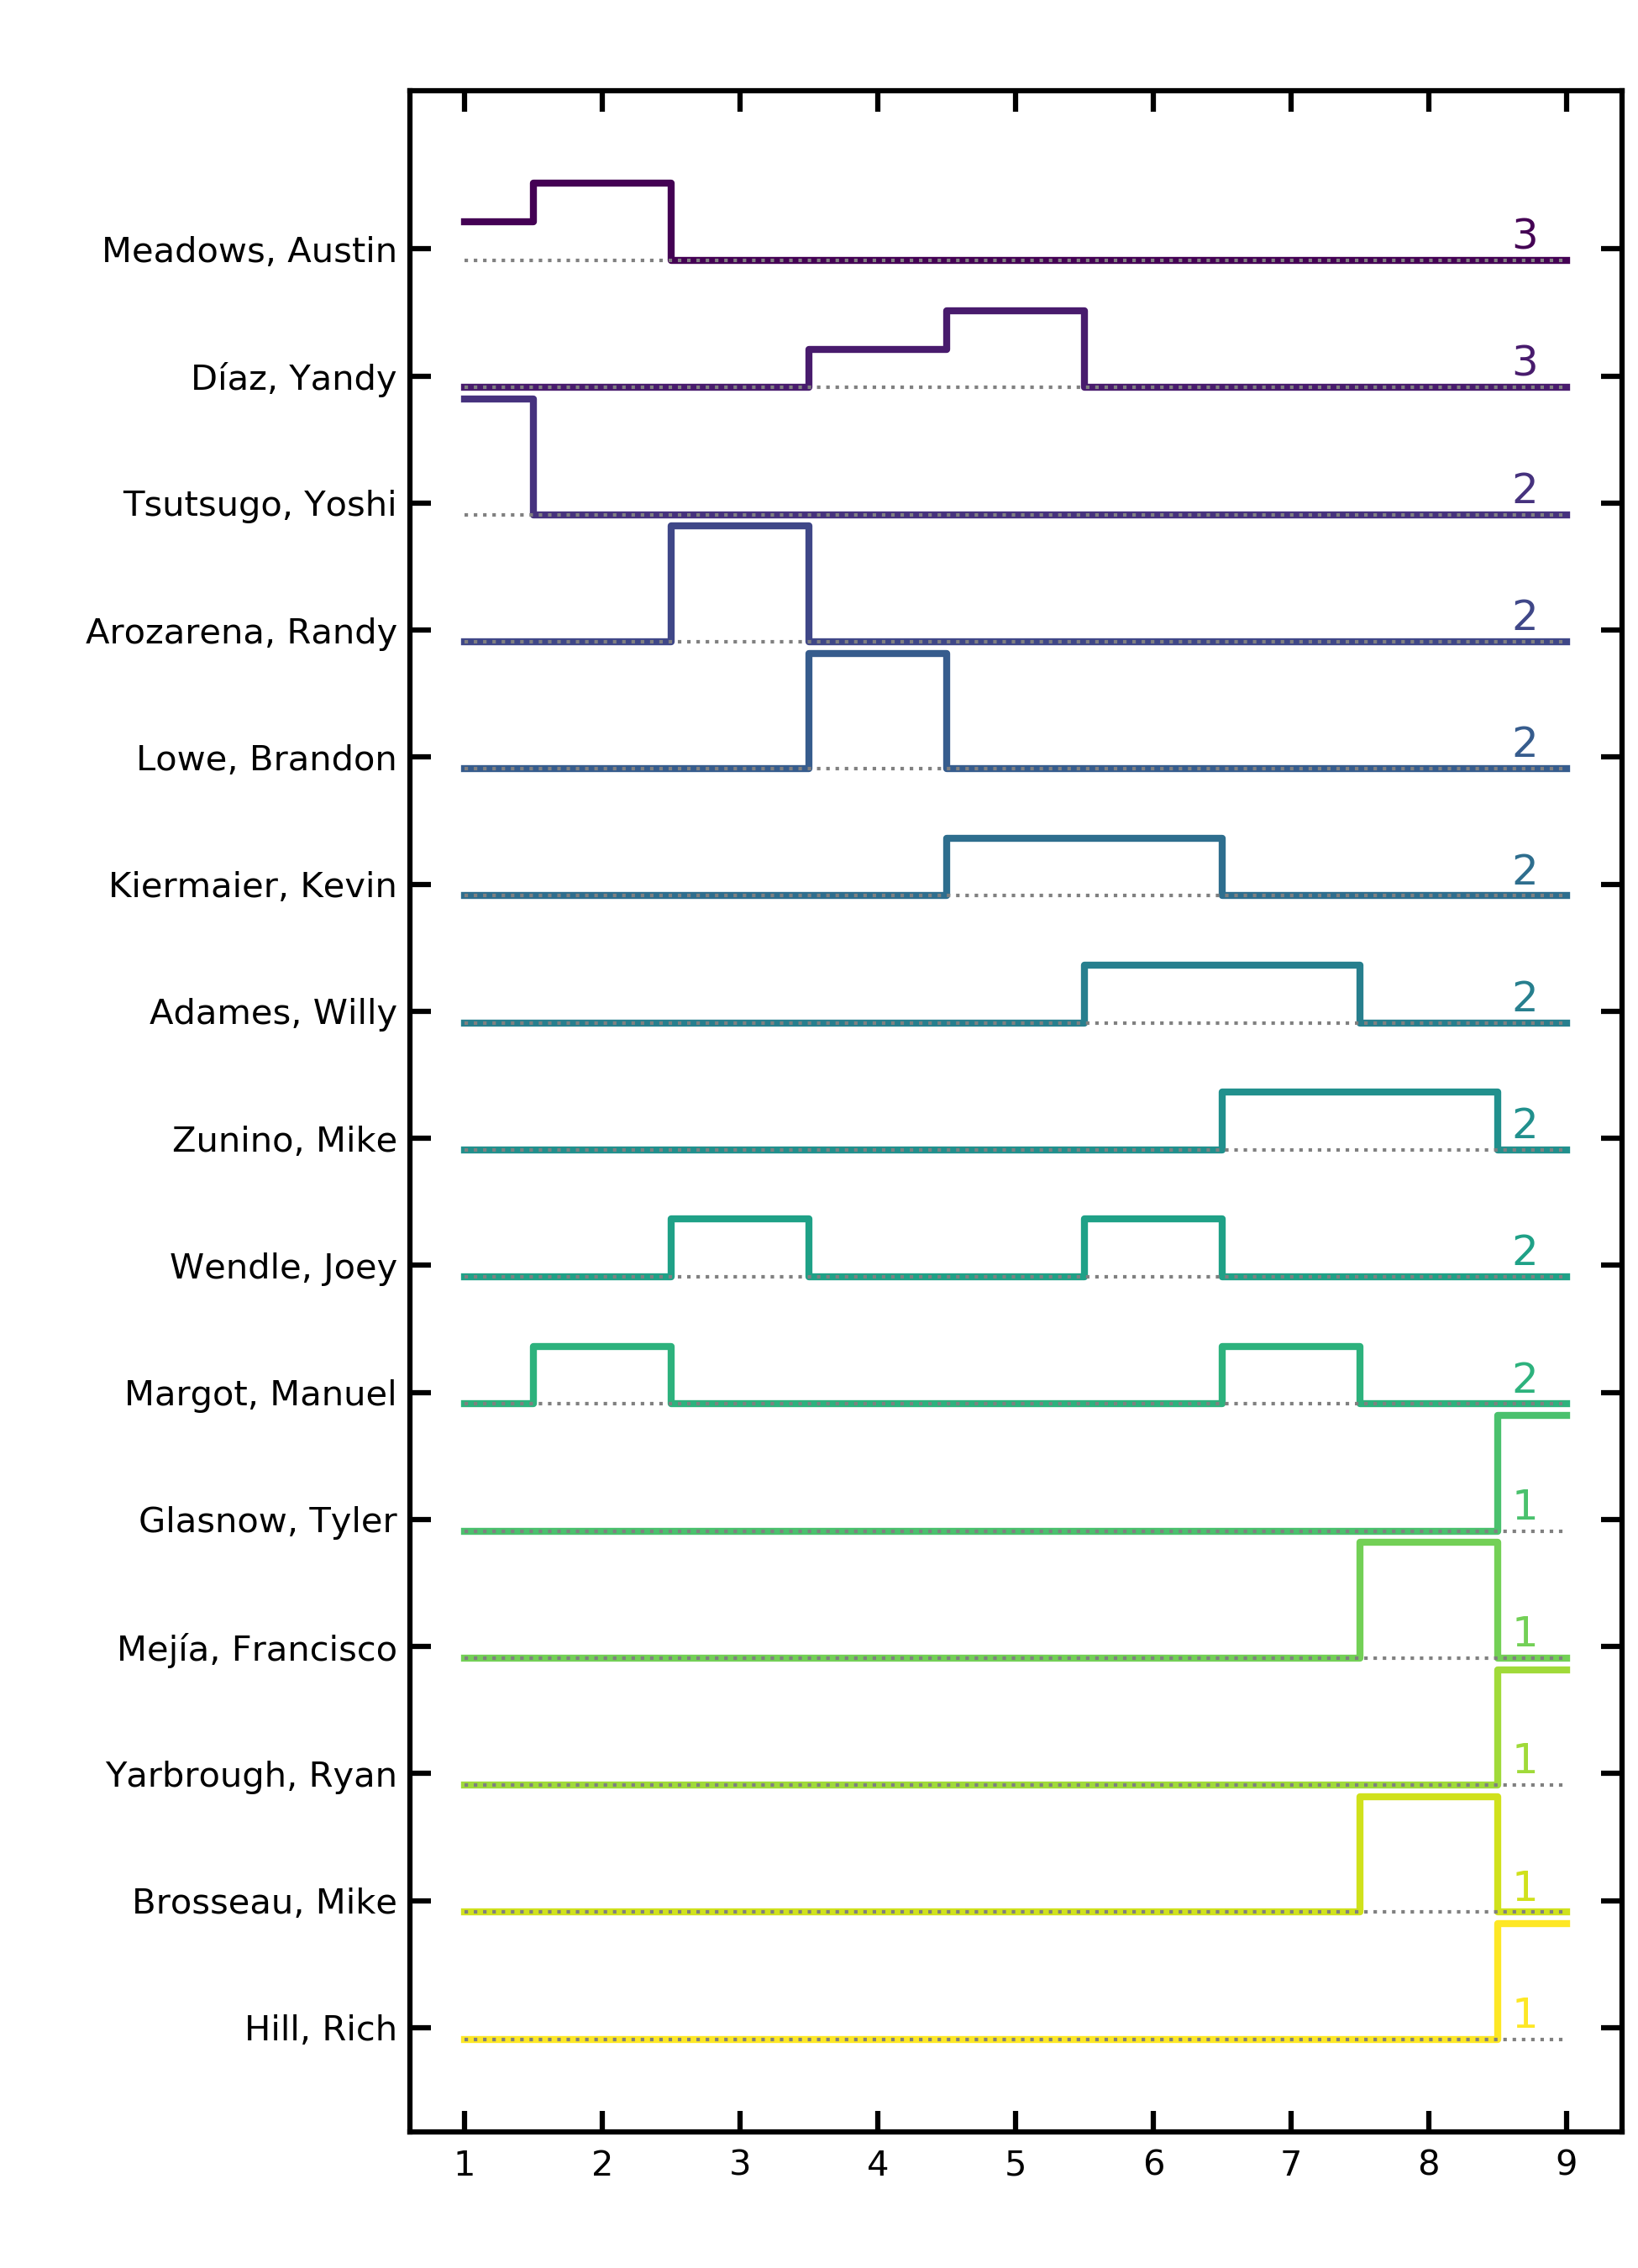 Meadows, Austin 3
Díaz, Yandy 3
Tsutsugo, Yoshi 2
Arozarena, Randy 2
Lowe, Brandon 2
Kiermaier, Kevin 2
Adames, Willy 2
Zunino, Mike 2
Wendle, Joey 2
Margot, Manuel 2
Glasnow, Tyler 1
Mejía, Francisco 1
Yarbrough, Ryan 1
Brosseau, Mike 1
Hill, Rich 1
1 2 3 4 5 6 7 8 9